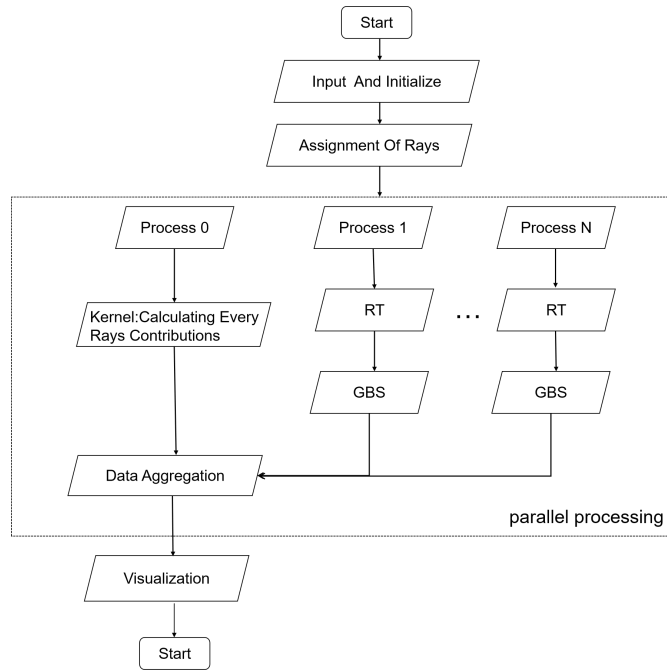 Start
Input And Initialize
Assignment Of Rays
Process 0
Process 1
Process N
Kernel:Calculating Every
Rays Contributions
RT
...
RT
GBS
GBS
Data Aggregation
parallel processing
Visualization
Start